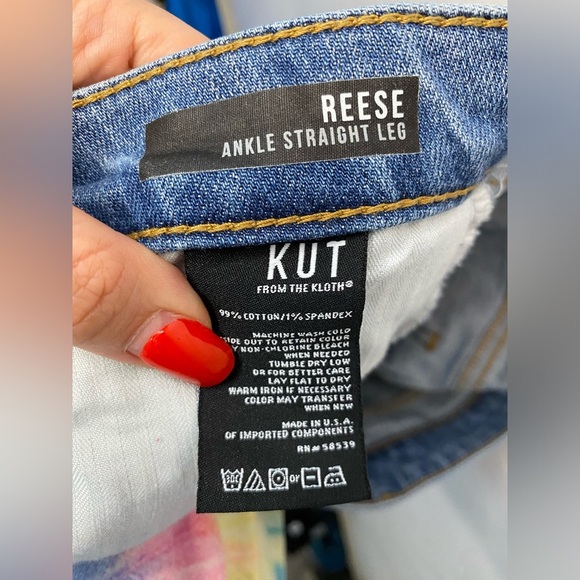 REESE
ANKLE STRAIGHT LEG
KUT
FROM THE KLOTH®
99% COTTON/1% SPANDEX
MACHINE WASH COLD
SIDE OUT TO RETAIN COLOR
NON-CHLORINE BLEACH
WHEN NEEDED
TUMBLE DRY LOW
OR FOR BETTER CARE
LAY FLAT TO DRY
WARM IRON IF NECESSARY
COLOR MAY TRANSFER
WHEN NEW
MADE IN U.S.A.
OF IMPORTED COMPONENTS
RN# 58539
30C
or